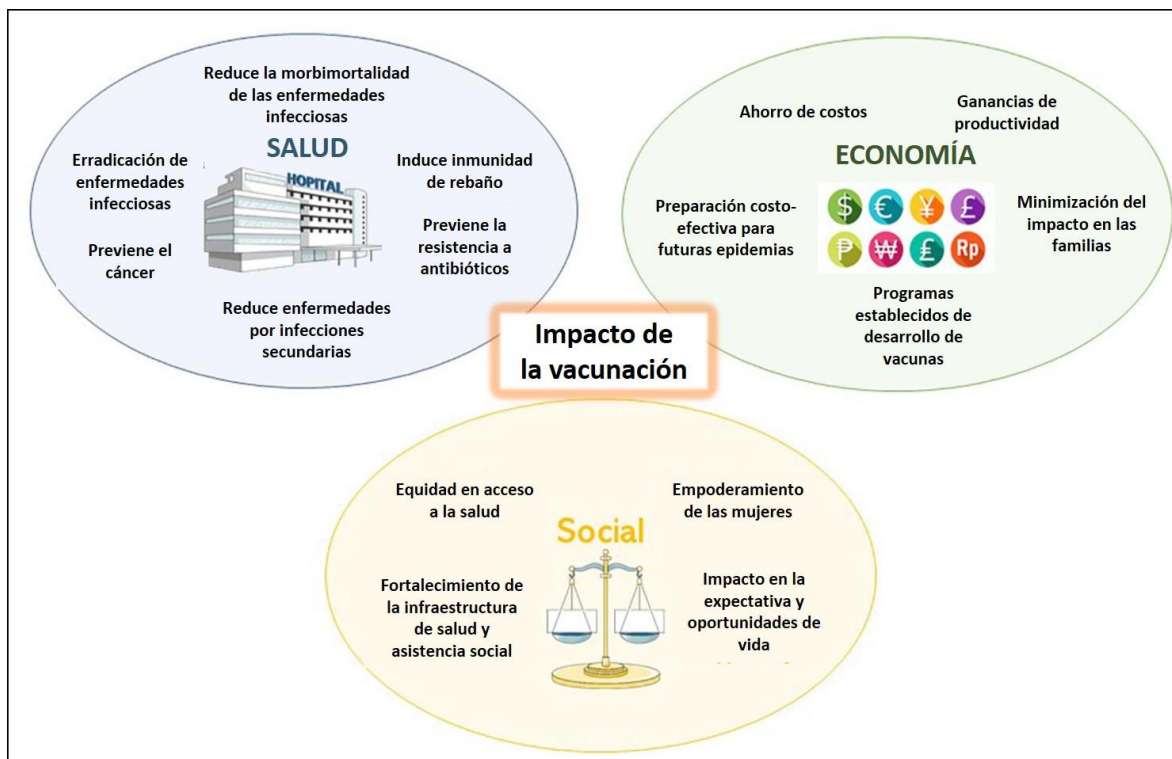 Reduce la morbimortalidad
de las enfermedades
infecciosas
SALUD
Erradicación de
enfermedades
infecciosas
HOPITAL
Induce inmunidad
de rebaño
Previene el
cáncer
Previene la
resistencia a
antibióticos
Reduce enfermedades
por infecciones
secundarias
Ahorro de costos
Ganancias de
productividad
ECONOMÍA
Preparación costo-
efectiva para
futuras epidemias
$ € ¥ £
₱ ₩ £ Rp
Minimización del
impacto en las
familias
Programas
establecidos de
desarrollo de
vacunas
Impacto de
la vacunación
Equidad en acceso
a la salud
Empoderamiento
de las mujeres
Social
Fortalecimiento de
la infraestructura
de salud y
asistencia social
Impacto en la
expectativa y
oportunidades de
vida